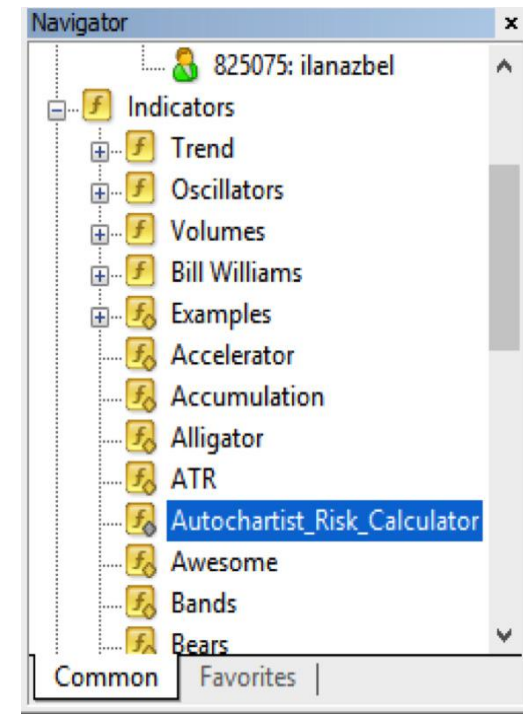 Navigator
825075: ilanazbel
Indicators
Trend
Oscillators
Volumes
Bill Williams
Examples
Accelerator
Accumulation
Alligator
ATR
Autochartist_Risk_Calculator
Awesome
Bands
Bears
Common
Favorites